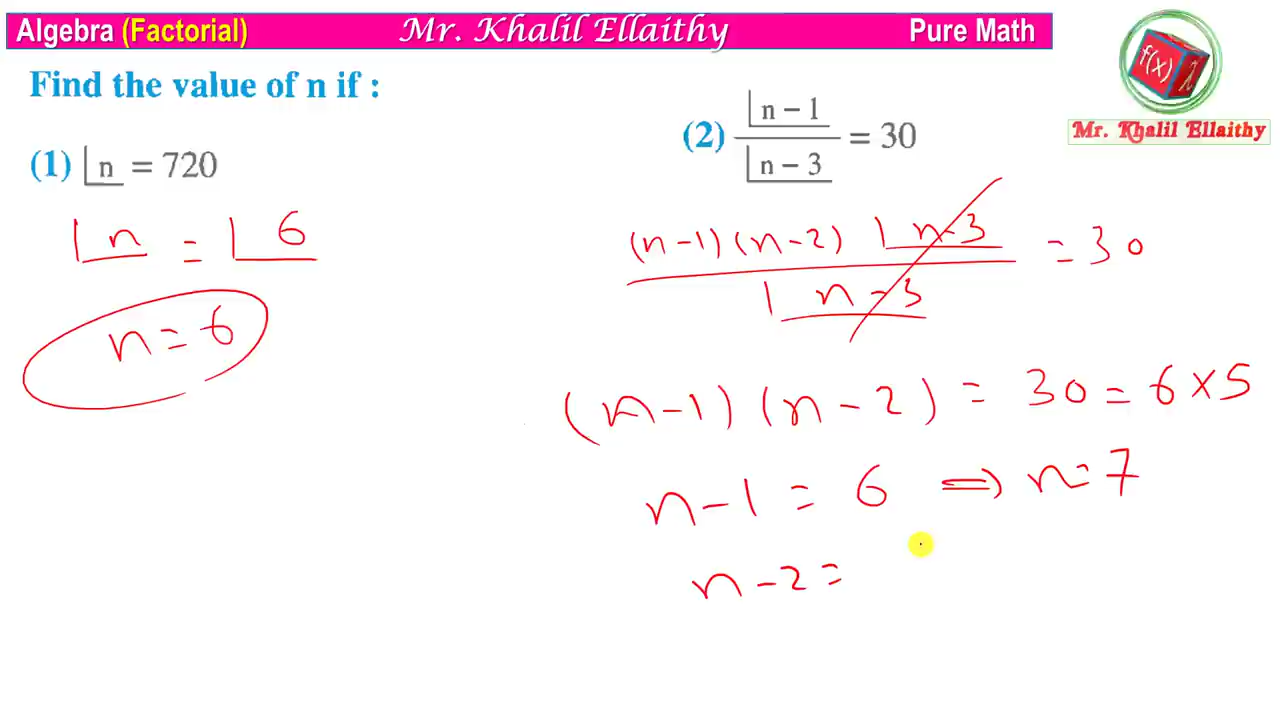 Algebra (Factorial) Mr. Khalil Ellaithy Pure Math
f(x) λ
Mr. Khalil Ellaithy
Find the value of n if :
(1) |n = 720
|n = |6
n = 6
(2) |n − 1 / |n − 3 = 30
(n−1)(n−2) |n−3 / |n−3 = 30
(n−1)(n−2) = 30 = 6×5
n−1 = 6 ⟹ n=7
n−2 =